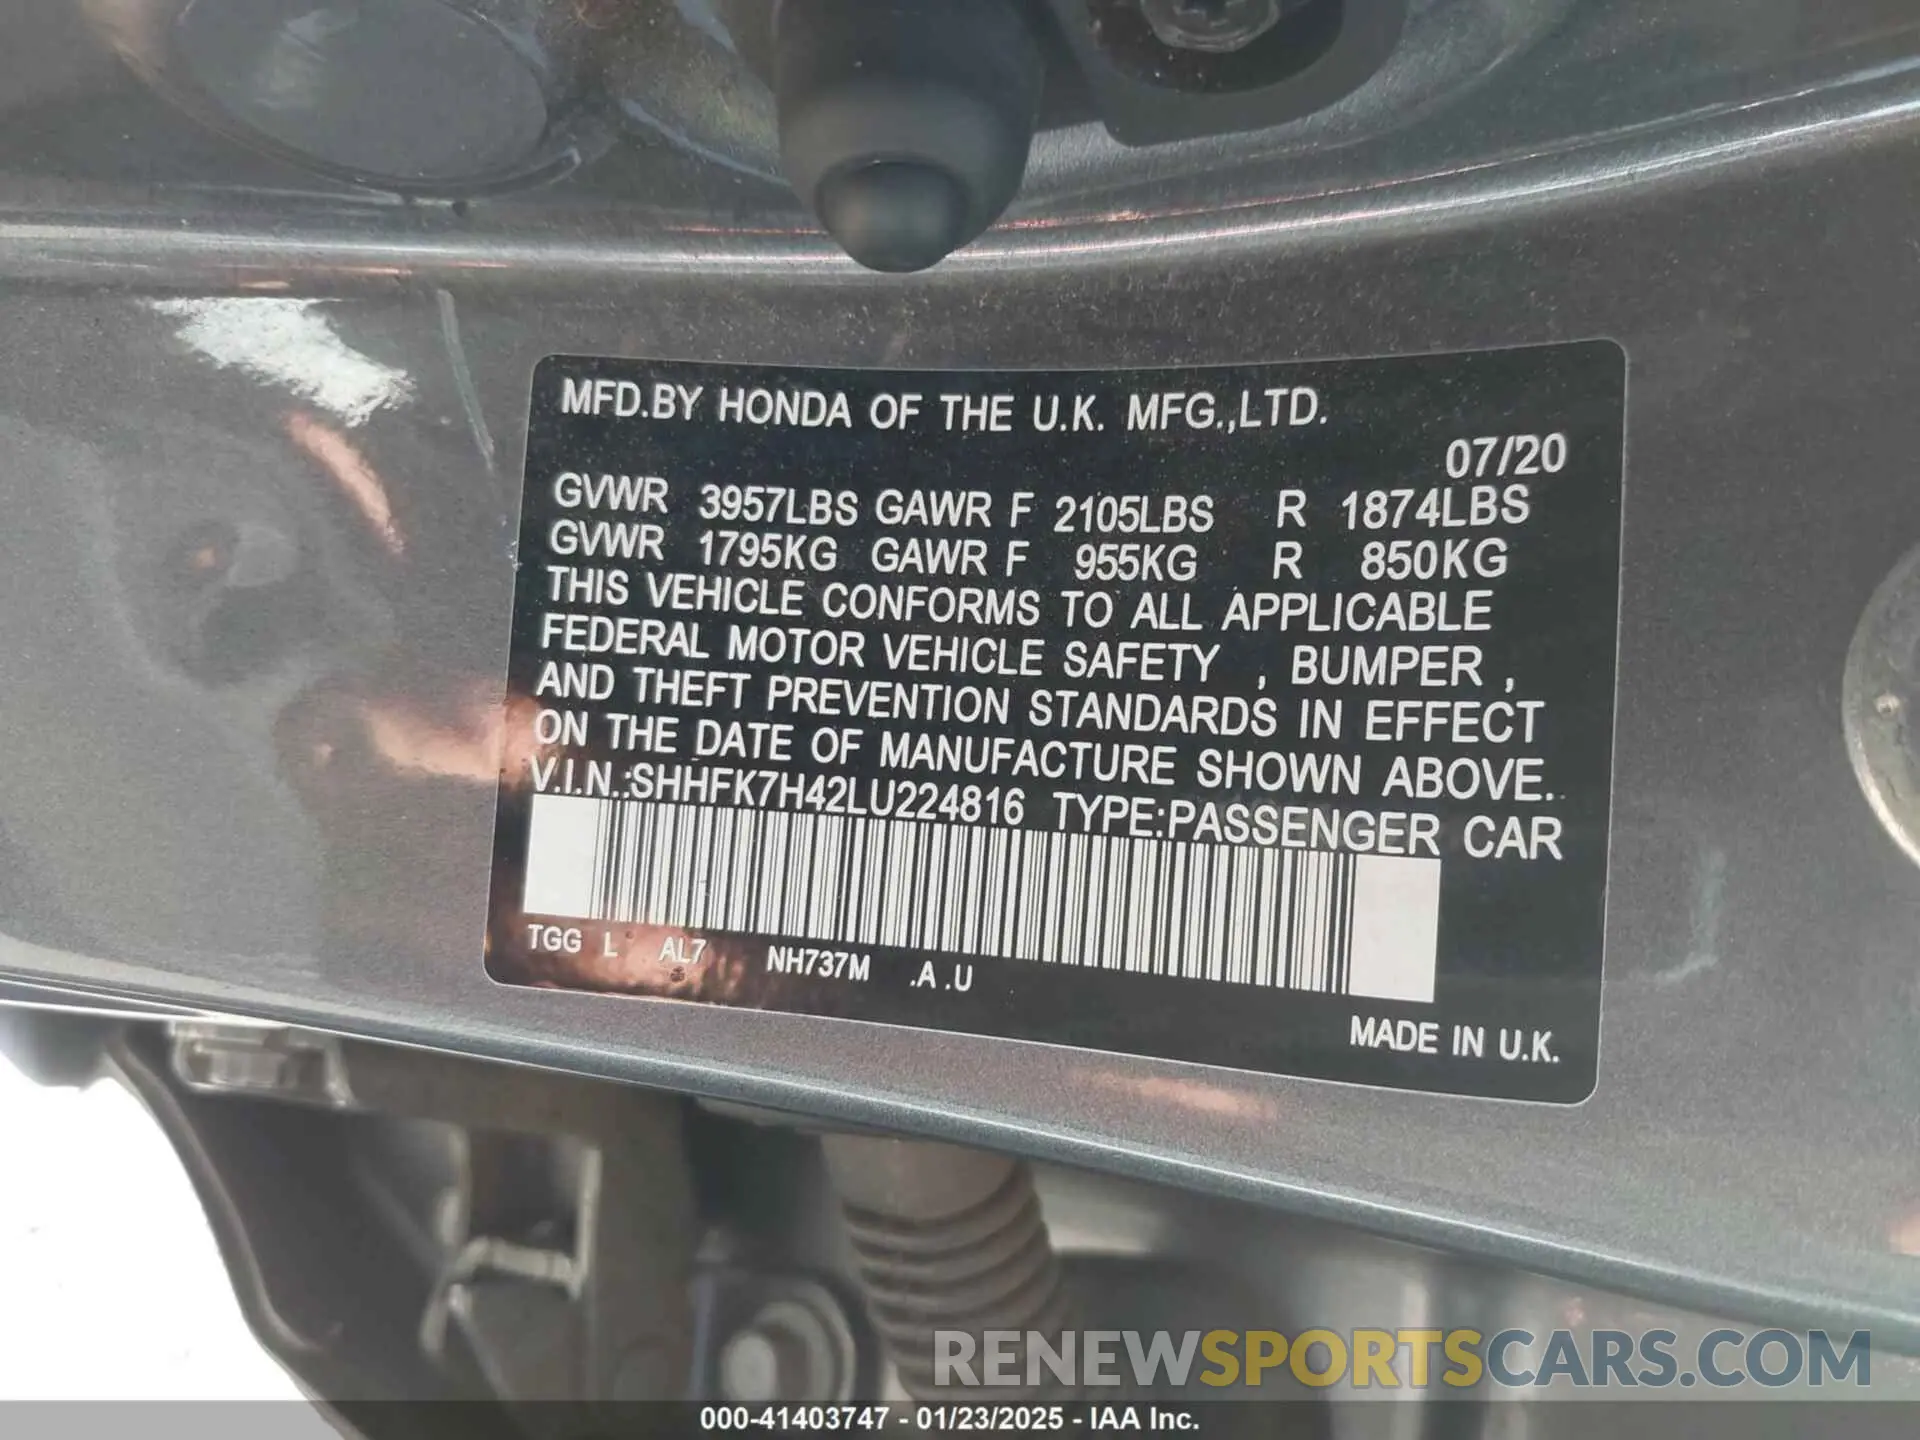 MFD.BY HONDA OF THE U.K. MFG.,LTD.
07/20
GVWR 3957LBS GAWR F 2105LBS R 1874LBS
GVWR 1795KG GAWR F 955KG R 850KG
THIS VEHICLE CONFORMS TO ALL APPLICABLE
FEDERAL MOTOR VEHICLE SAFETY , BUMPER ,
AND THEFT PREVENTION STANDARDS IN EFFECT
ON THE DATE OF MANUFACTURE SHOWN ABOVE.
V.I.N.:SHHFK7H42LU224816 TYPE:PASSENGER CAR
TGG L AL7 NH737M .A .U
MADE IN U.K.
RENEWSPORTSCARS.COM
000-41403747 - 01/23/2025 - IAA Inc.